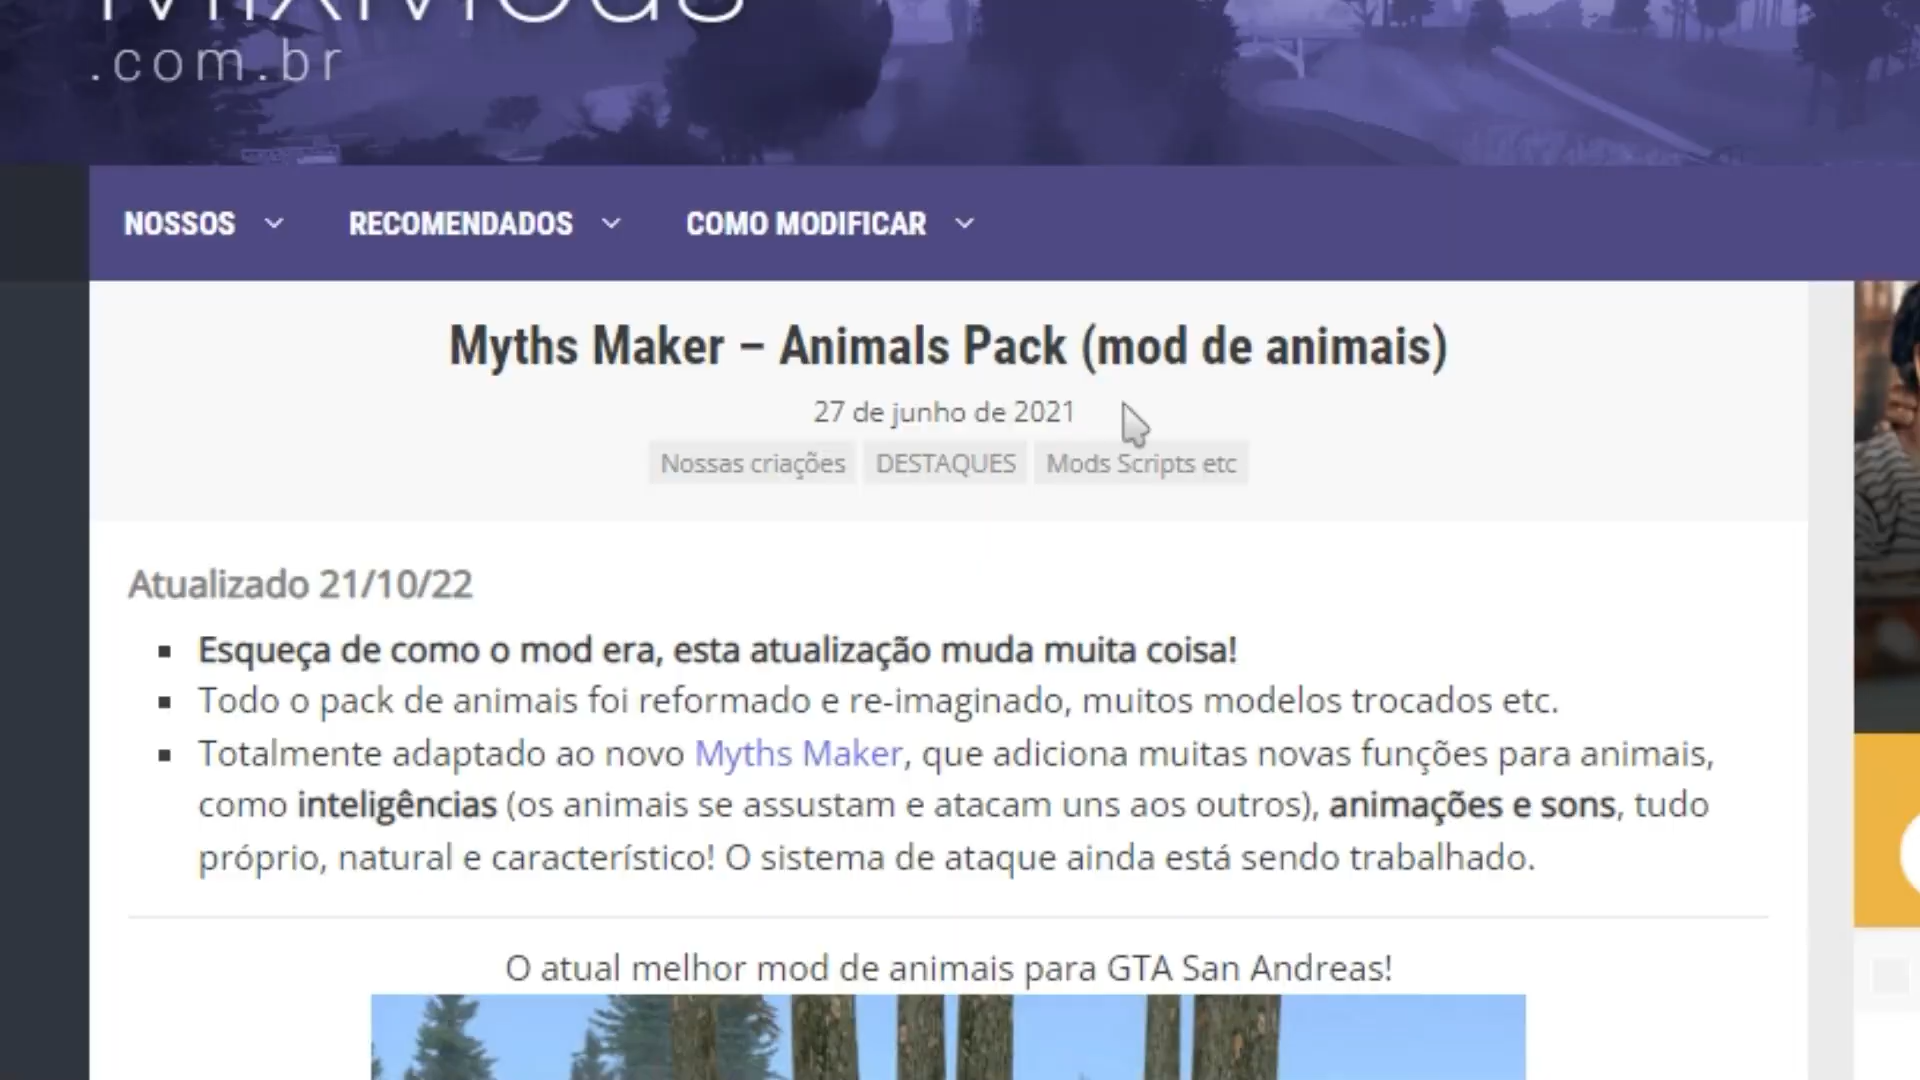 MixMods
.com.br
NOSSOS RECOMENDADOS COMO MODIFICAR
Myths Maker – Animals Pack (mod de animais)
27 de junho de 2021
Nossas criações DESTAQUES Mods Scripts etc
Atualizado 21/10/22
Esqueça de como o mod era, esta atualização muda muita coisa!
Todo o pack de animais foi reformado e re-imaginado, muitos modelos trocados etc.
Totalmente adaptado ao novo Myths Maker, que adiciona muitas novas funções para animais,
como inteligências (os animais se assustam e atacam uns aos outros), animações e sons, tudo
próprio, natural e característico! O sistema de ataque ainda está sendo trabalhado.
O atual melhor mod de animais para GTA San Andreas!